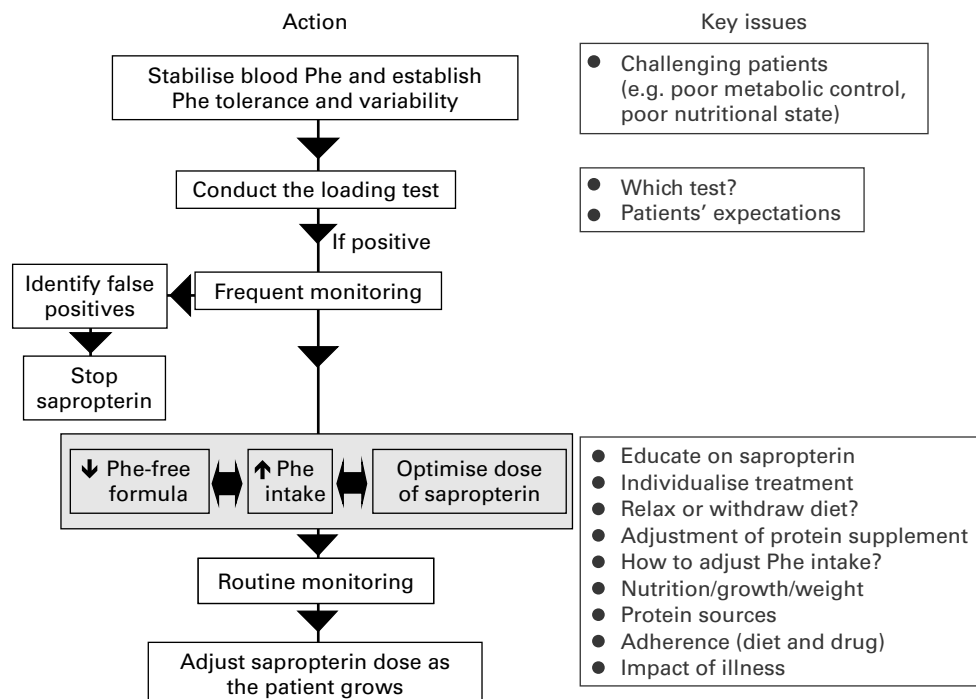 Action
Key issues
Stabilise blood Phe and establish
Phe tolerance and variability
● Challenging patients
(e.g. poor metabolic control,
poor nutritional state)
Conduct the loading test
● Which test?
● Patients’ expectations
If positive
Identify false
positives
Frequent monitoring
Stop
sapropterin
↓ Phe-free
formula
↑ Phe
intake
Optimise dose
of sapropterin
● Educate on sapropterin
● Individualise treatment
● Relax or withdraw diet?
● Adjustment of protein supplement
● How to adjust Phe intake?
● Nutrition/growth/weight
● Protein sources
● Adherence (diet and drug)
● Impact of illness
Routine monitoring
Adjust sapropterin dose as
the patient grows